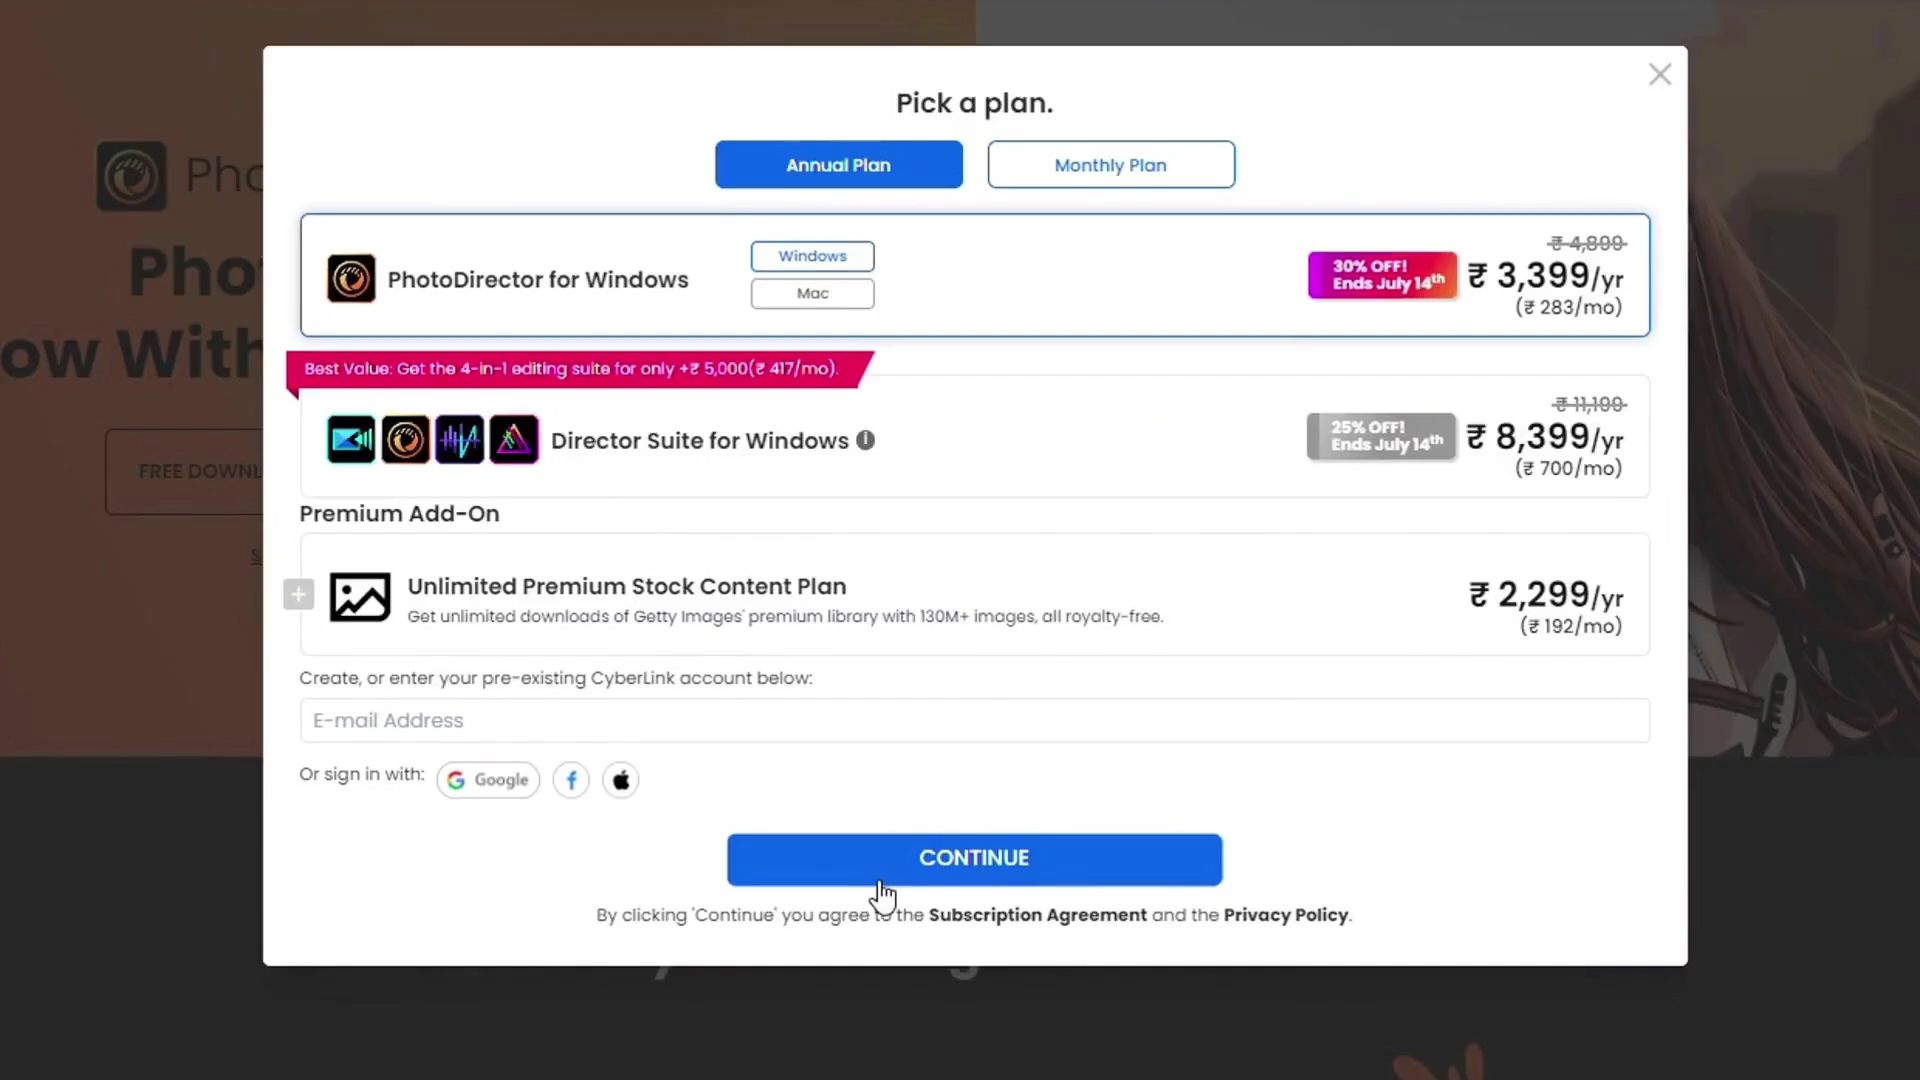 Pick a plan.
Annual Plan
Monthly Plan
Pho
PhotoDirector for Windows
Windows
Mac
30% OFF!
Ends July 14th
₹ 4,899
₹ 3,399/yr
(₹ 283/mo)
Pho
ow With
Best Value: Get the 4-in-1 editing suite for only +₹ 5,000(₹ 417/mo).
Director Suite for Windows
25% OFF!
Ends July 14th
₹ 11,199
₹ 8,399/yr
(₹ 700/mo)
FREE DOWNL
Premium Add-On
Unlimited Premium Stock Content Plan
Get unlimited downloads of Getty Images' premium library with 130M+ images, all royalty-free.
₹ 2,299/yr
(₹ 192/mo)
Create, or enter your pre-existing CyberLink account below:
E-mail Address
Or sign in with:
Google
CONTINUE
By clicking 'Continue' you agree to the Subscription Agreement and the Privacy Policy.